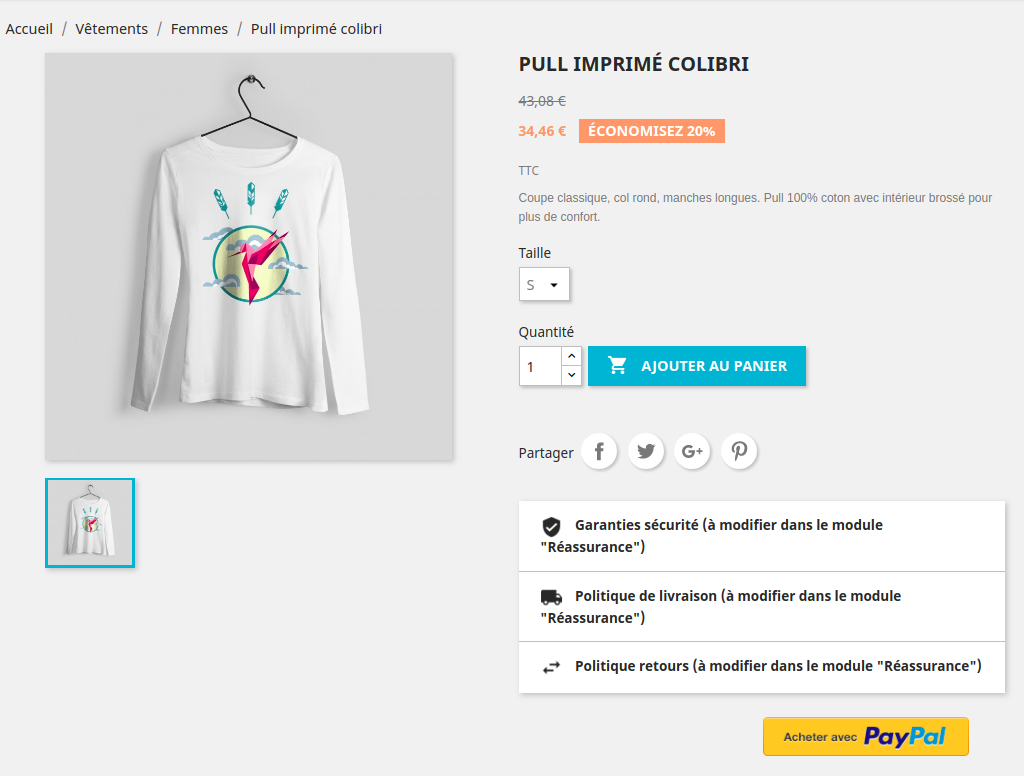 Accueil / Vêtements / Femmes / Pull imprimé colibri
PULL IMPRIMÉ COLIBRI
43,08 €
34,46 € ÉCONOMISEZ 20%
TTC
Coupe classique, col rond, manches longues. Pull 100% coton avec intérieur brossé pour
plus de confort.
Taille
S
Quantité
1 AJOUTER AU PANIER
Partager
Garanties sécurité (à modifier dans le module
"Réassurance")
Politique de livraison (à modifier dans le module
"Réassurance")
Politique retours (à modifier dans le module "Réassurance")
Acheter avec PayPal